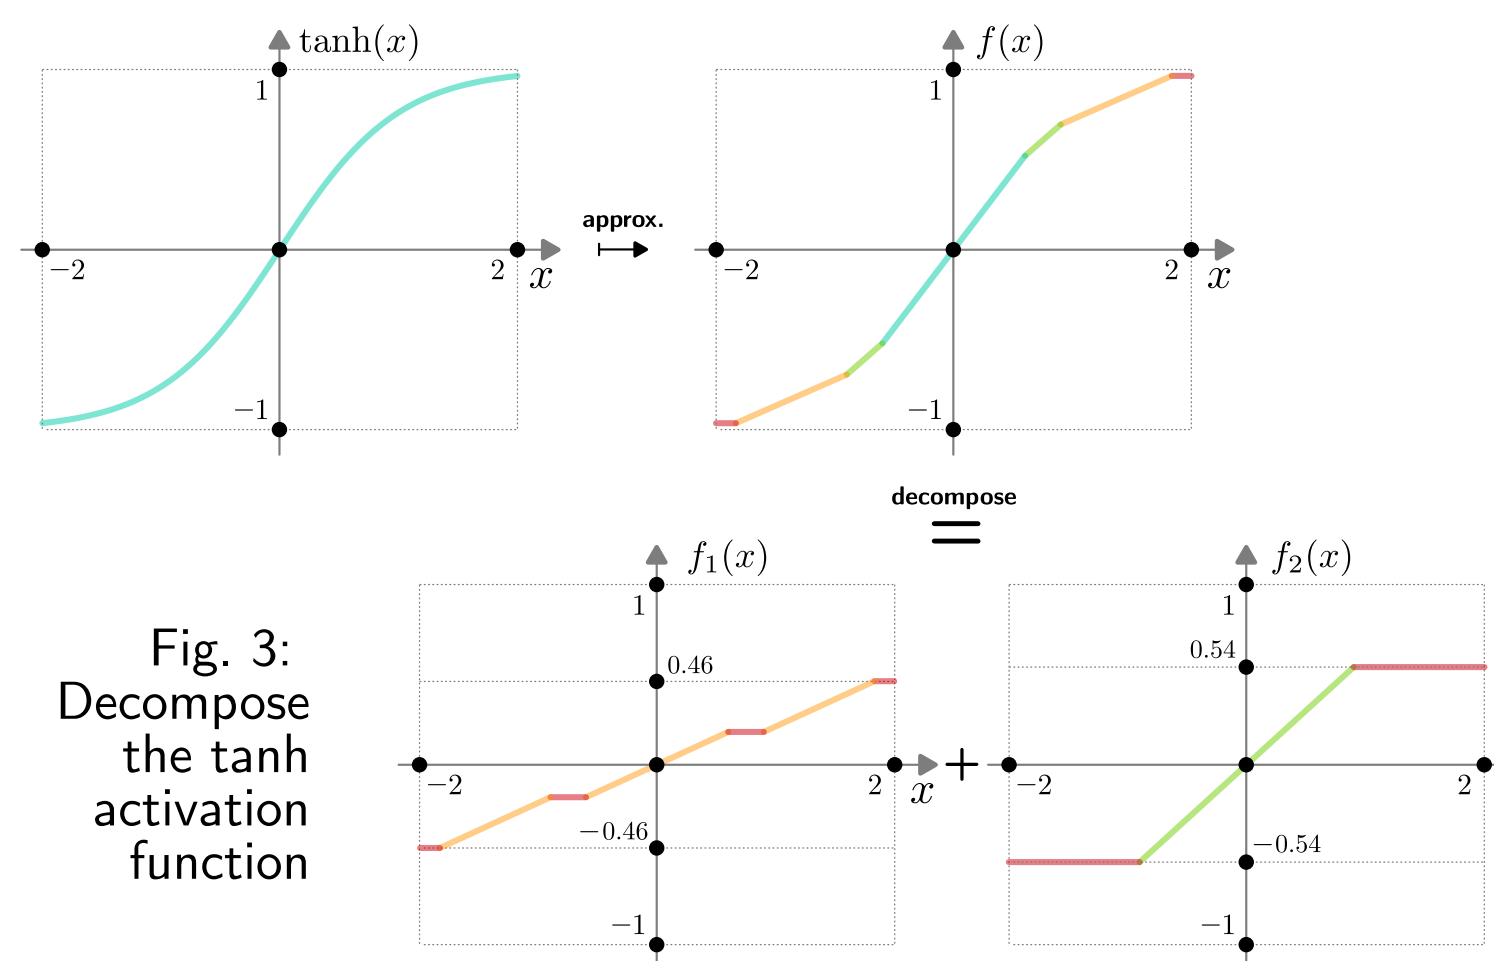 tanh(x)
f(x)
1
1
approx.
−2
2
x
−2
2
x
−1
−1
decompose
=
f₁(x)
f₂(x)
1
1
0.46
0.54
Fig. 3:
Decompose
the tanh
activation
function
−2
2
x
+
−2
2
−0.46
−0.54
−1
−1